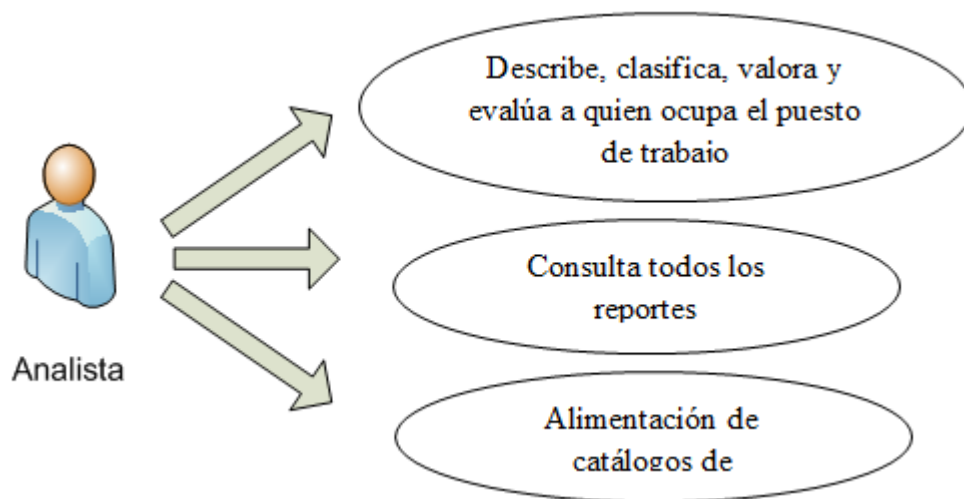 Describe, clasifica, valora y
evalúa a quien ocupa el puesto
de trabajo
Consulta todos los
reportes
Analista
Alimentación de
catálogos de